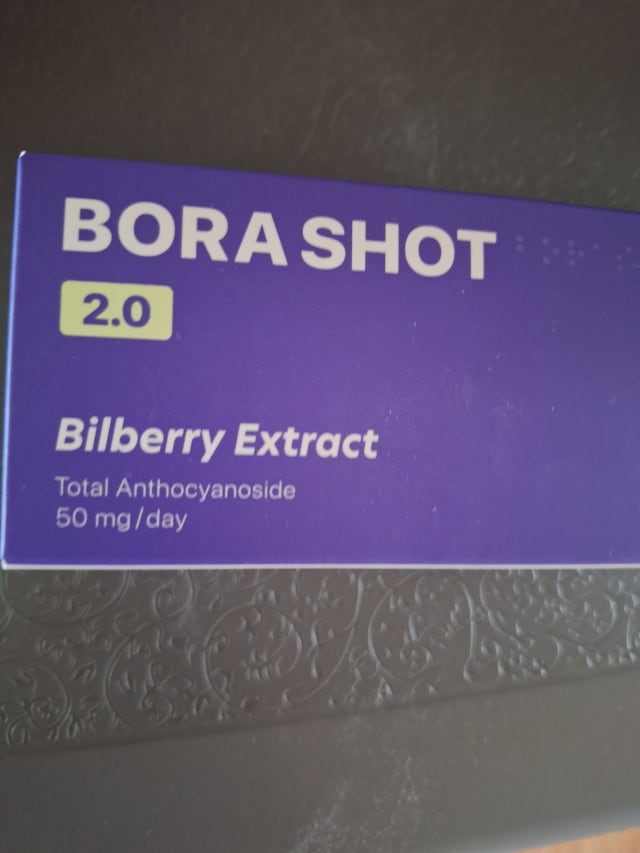 BORA SHOT
2.0
Bilberry Extract
Total Anthocyanoside
50 mg/day